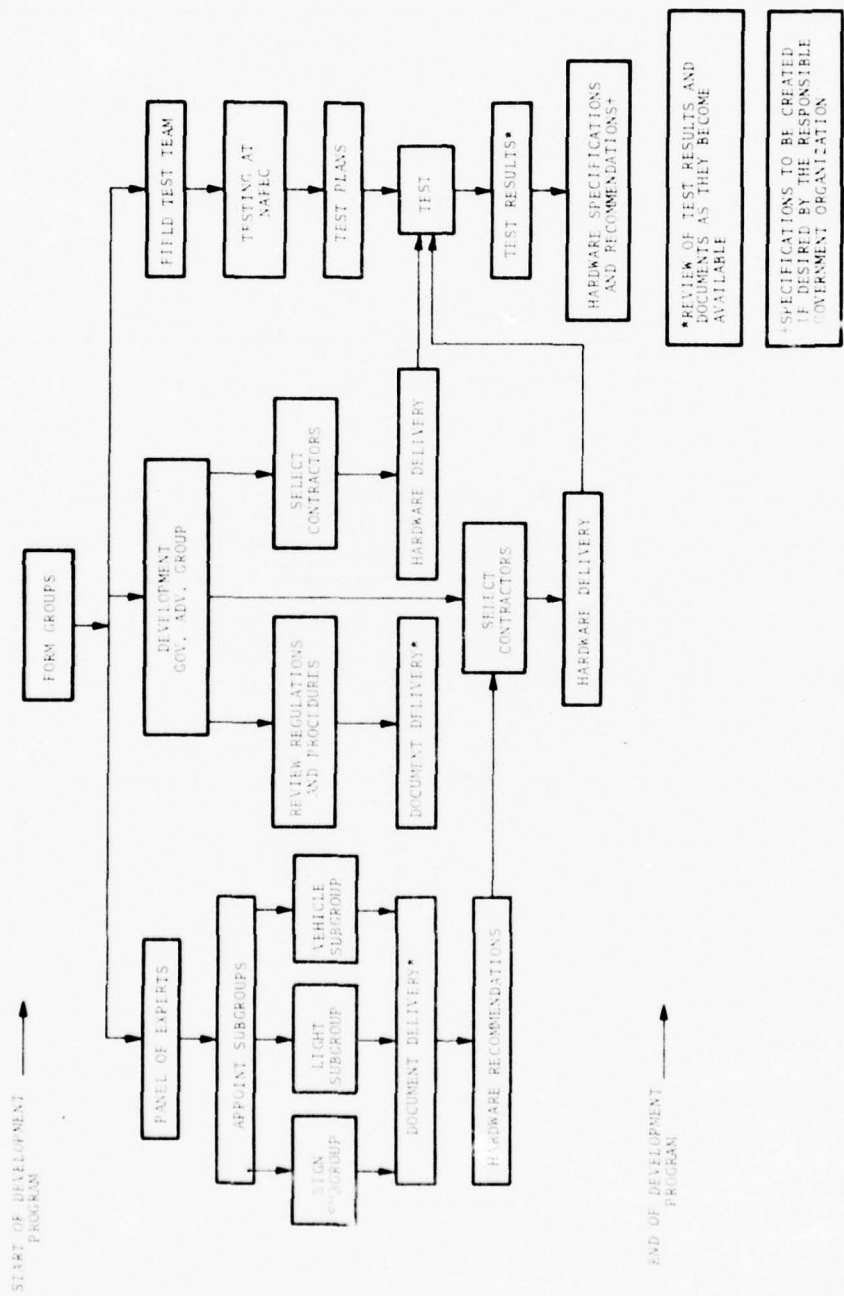 START OF DEVELOPMENT
PROGRAM
FORM GROUPS
PANEL OF EXPERTS
DEVELOPMENT
GOV. ADV. GROUP
FIELD TEST TEAM
APPOINT SUBGROUPS
TESTING AT
NAFEC
SIGN
SUBGROUP
LIGHT
SUBGROUP
VEHICLE
SUBGROUP
REVIEW REGULATIONS
AND PROCIDURES
SELECT
CONTRACTORS
TEST PLANS
DOCUMENT DELIVERY*
DOCUMENT DELIVERY*
HARDWARE DELIVERY
TEST
HARDWARE RECOMMENDATIONS
SELECT
CONTRACTORS
TEST RESULTS*
HARDWARE DELIVERY
HARDWARE SPECIFICATIONS
AND RECOMMENDATIONS+
END OF DEVELOPMENT
PROGRAM
*REVIEW OF TEST RESULTS AND
DOCUMENTS AS THEY BECOME
AVAILABLE
+SPECIFICATIONS TO BE CREATED
IF DESIRED BY THE RESPONSIBLE
GOVERNMENT ORGANIZATION